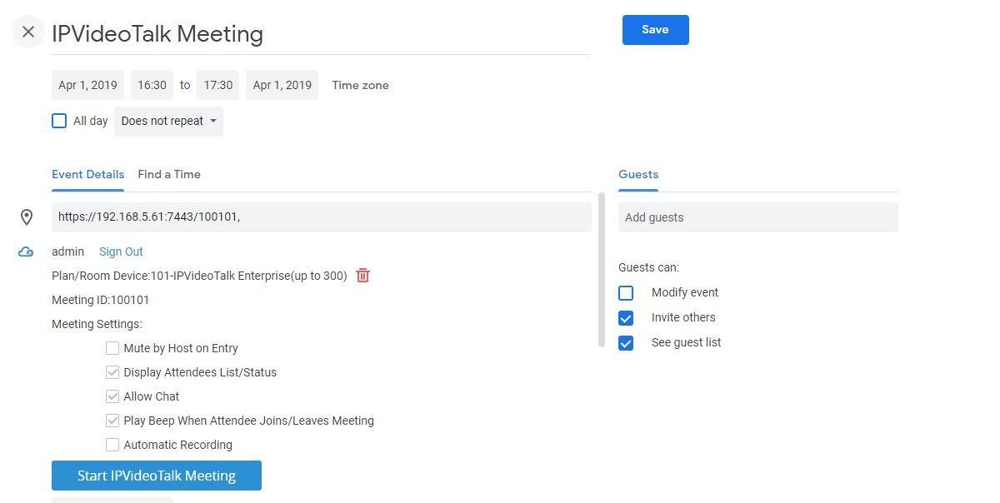 IPVideoTalk Meeting
Save
Apr 1, 2019 16:30 to 17:30 Apr 1, 2019 Time zone
All day Does not repeat
Event Details Find a Time
Guests
https://192.168.5.61:7443/100101,
Add guests
admin Sign Out
Plan/Room Device:101-IPVideoTalk Enterprise(up to 300)
Meeting ID:100101
Meeting Settings:
Mute by Host on Entry
Display Attendees List/Status
Allow Chat
Play Beep When Attendee Joins/Leaves Meeting
Automatic Recording
Start IPVideoTalk Meeting
Guests can:
Modify event
Invite others
See guest list